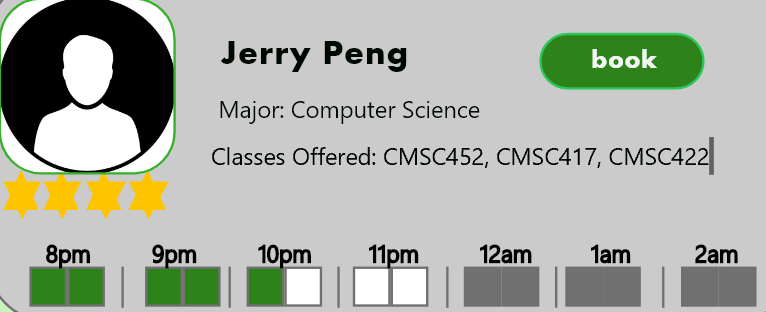 Jerry Peng
book
Major: Computer Science
Classes Offered: CMSC452, CMSC417, CMSC422
8pm 9pm 10pm 11pm 12am 1am 2am